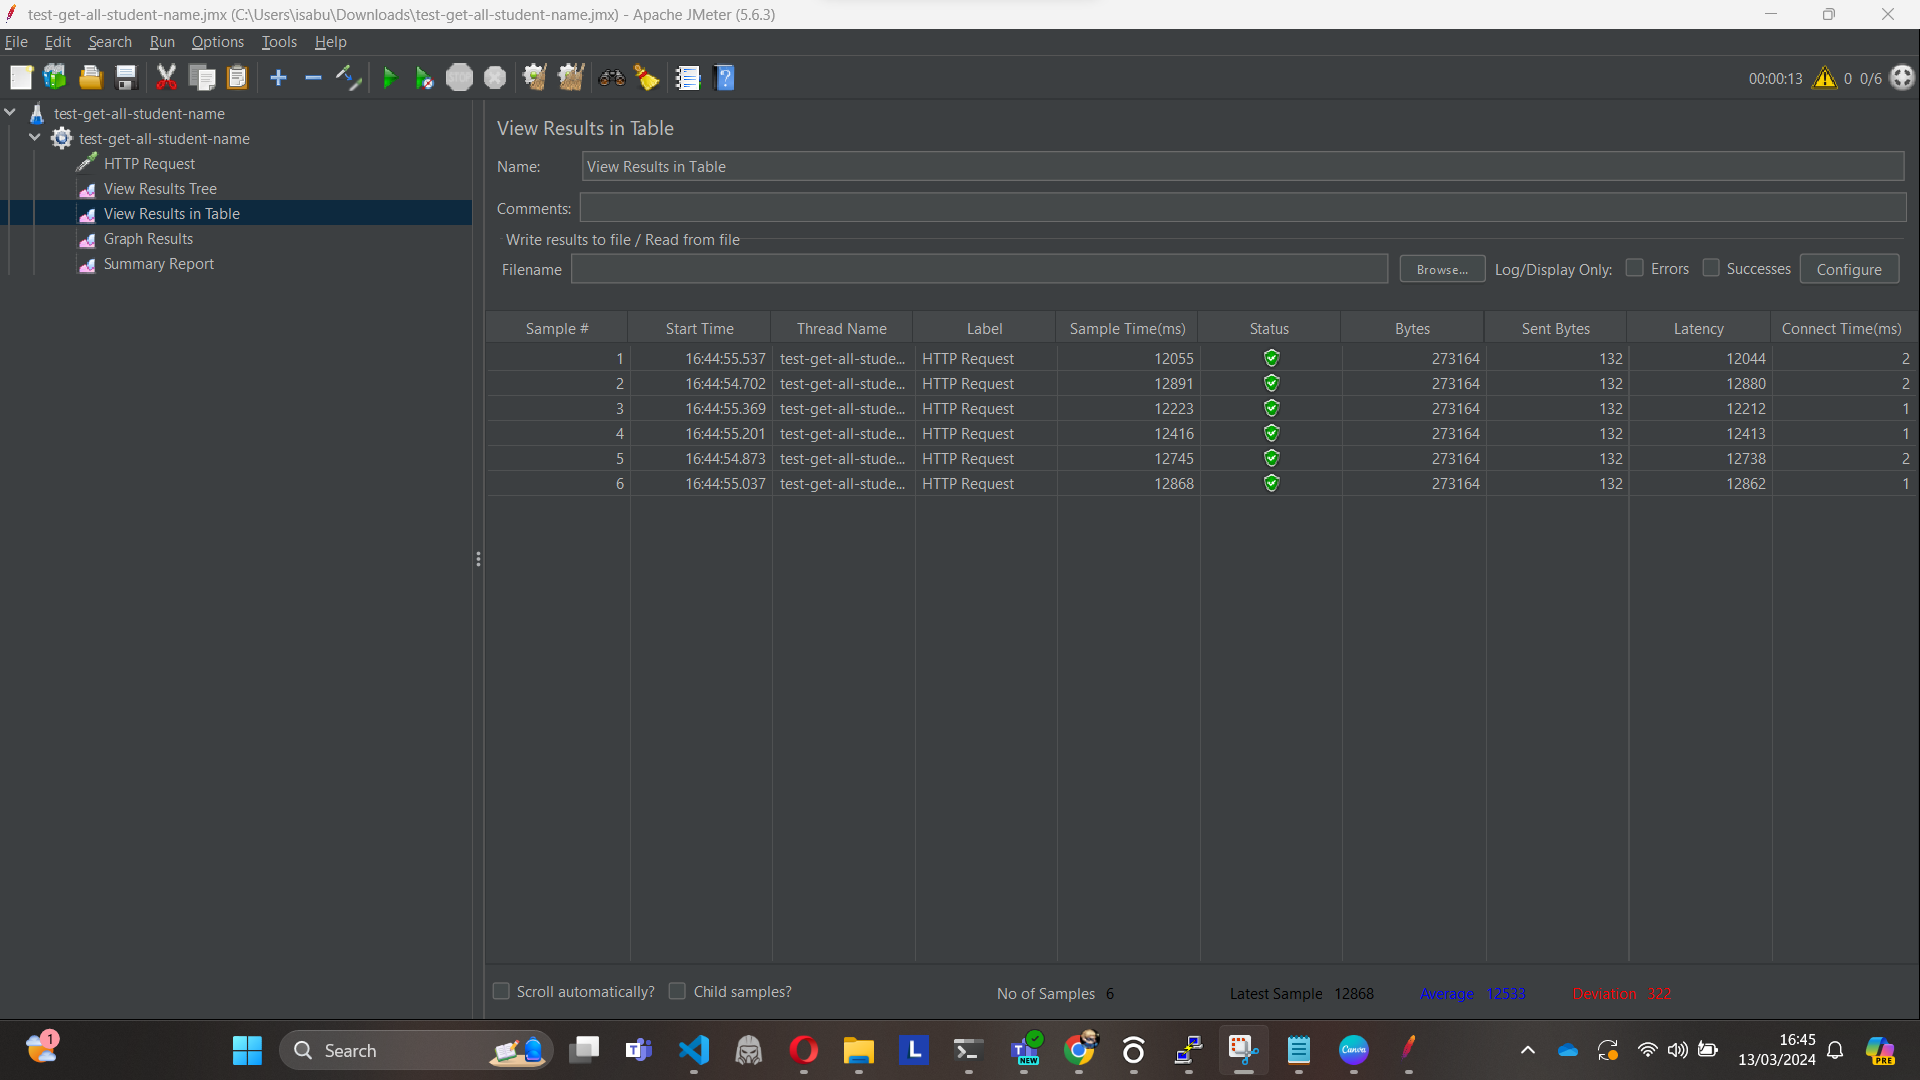 test-get-all-student-name.jmx (C:\Users\isabu\Downloads\test-get-all-student-name.jmx) - Apache JMeter (5.6.3)
File Edit Search Run Options Tools Help
STOP
00:00:13 0 0/6
test-get-all-student-name
test-get-all-student-name
HTTP Request
View Results Tree
View Results in Table
Graph Results
Summary Report
View Results in Table
Name: View Results in Table
Comments:
Write results to file / Read from file
Filename Browse... Log/Display Only: Errors Successes Configure
Sample # Start Time Thread Name Label Sample Time(ms) Status Bytes Sent Bytes Latency Connect Time(ms)
1 16:44:55.537 test-get-all-stude... HTTP Request 12055 273164 132 12044 2
2 16:44:54.702 test-get-all-stude... HTTP Request 12891 273164 132 12880 2
3 16:44:55.369 test-get-all-stude... HTTP Request 12223 273164 132 12212 1
4 16:44:55.201 test-get-all-stude... HTTP Request 12416 273164 132 12413 1
5 16:44:54.873 test-get-all-stude... HTTP Request 12745 273164 132 12738 2
6 16:44:55.037 test-get-all-stude... HTTP Request 12868 273164 132 12862 1
Scroll automatically? Child samples? No of Samples 6 Latest Sample 12868 Average 12533 Deviation 322
1 Search L NEW Canva 16:45 PRE
13/03/2024